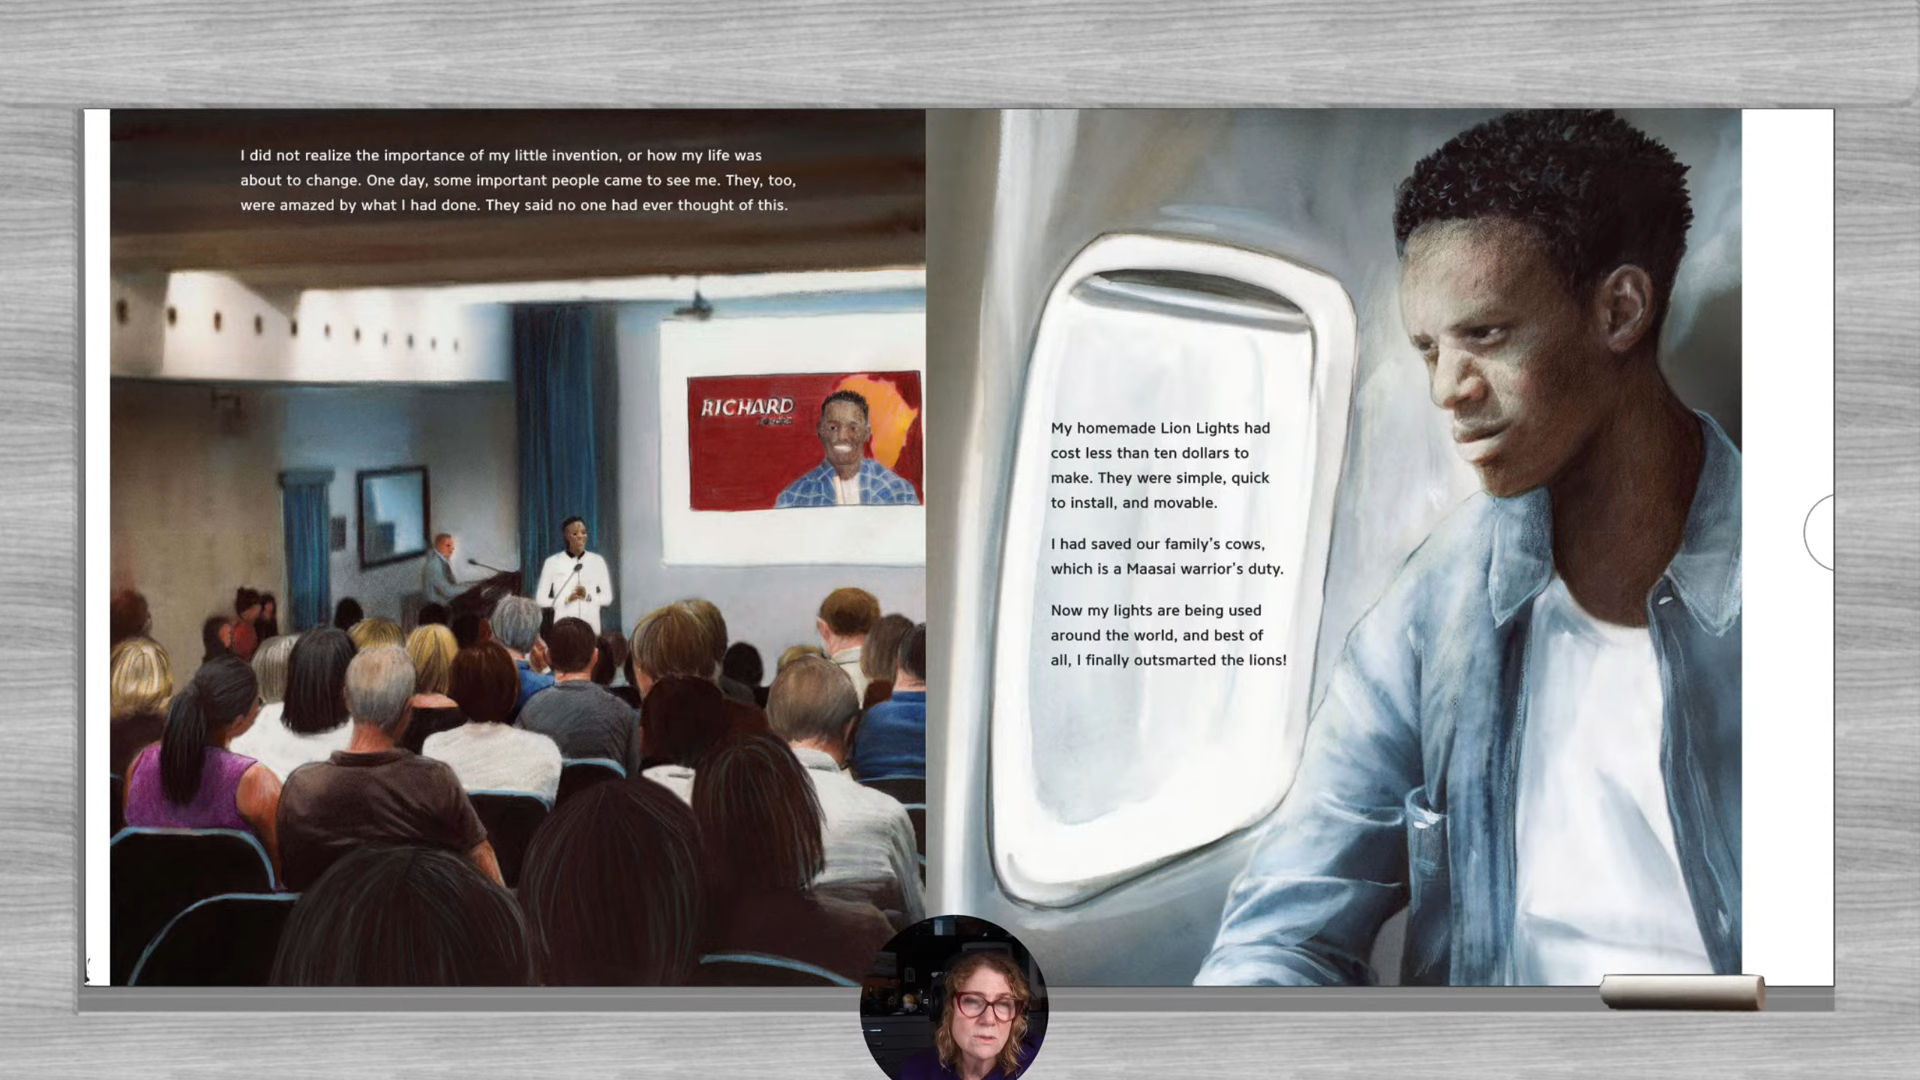 I did not realize the importance of my little invention, or how my life was
about to change. One day, some important people came to see me. They, too,
were amazed by what I had done. They said no one had ever thought of this.
RICHARD
My homemade Lion Lights had
cost less than ten dollars to
make. They were simple, quick
to install, and movable.
I had saved our family's cows,
which is a Maasai warrior's duty.
Now my lights are being used
around the world, and best of
all, I finally outsmarted the lions!